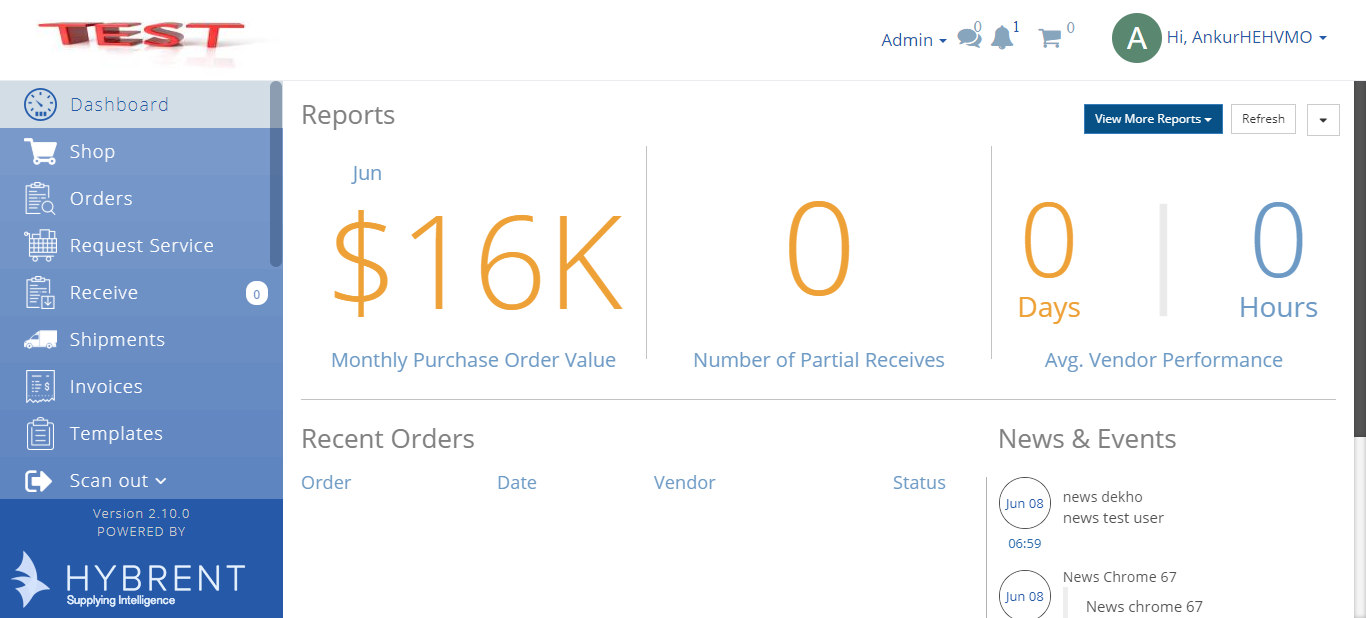 TEST
Admin
0
1
0
A
Hi, AnkurHEHVMO
Dashboard
Shop
Orders
Request Service
Receive
0
Shipments
Invoices
Templates
Scan out
Version 2.10.0
POWERED BY
HYBRENT
Supplying Intelligence
Reports
View More Reports
Refresh
Jun
$16K
Monthly Purchase Order Value
0
Number of Partial Receives
0
Days
0
Hours
Avg. Vendor Performance
Recent Orders
Order Date Vendor Status
News & Events
Jun 08
06:59
news dekho
news test user
Jun 08
News Chrome 67
News chrome 67